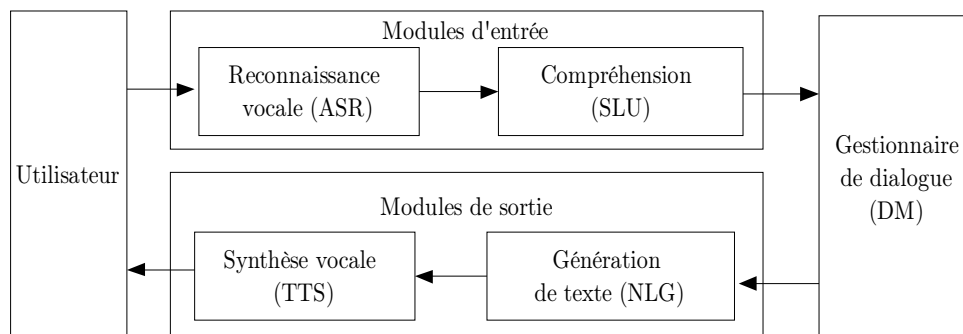 Modules d'entrée
Reconnaissance
vocale (ASR)
Compréhension
(SLU)
Utilisateur
Gestionnaire
de dialogue
(DM)
Modules de sortie
Synthèse vocale
(TTS)
Génération
de texte (NLG)